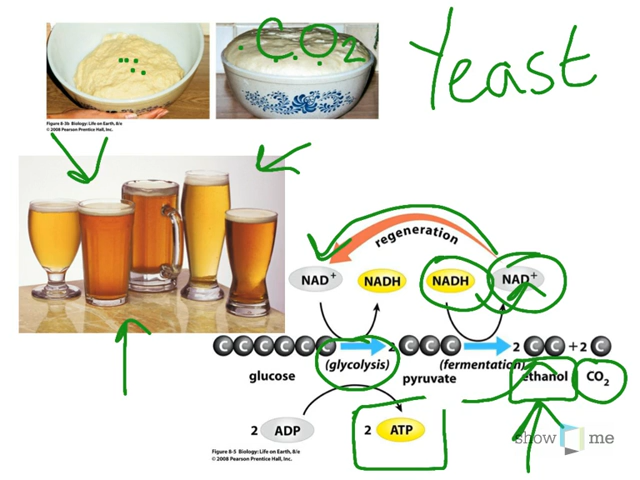 CO2
Yeast
Figure 8-3b Biology: Life on Earth, 8/e
© 2008 Pearson Prentice Hall, Inc.
regeneration
NAD+ NADH NADH NAD+
C C C C C C 2 C C C 2 C C + 2 C
(glycolysis) (fermentation)
glucose pyruvate ethanol CO2
2 ADP 2 ATP
show me
Figure 8-5 Biology: Life on Earth, 8/e
© 2008 Pearson Prentice Hall, Inc.